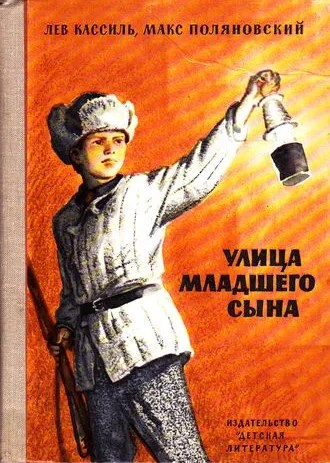 ЛЕВ КАССИЛЬ, МАКС ПОЛЯНОВСКИЙ
УЛИЦА
МЛАДШЕГО
СЫНА
ИЗДАТЕЛЬСТВО
"ДЕТСКАЯ
ЛИТЕРАТУРА"